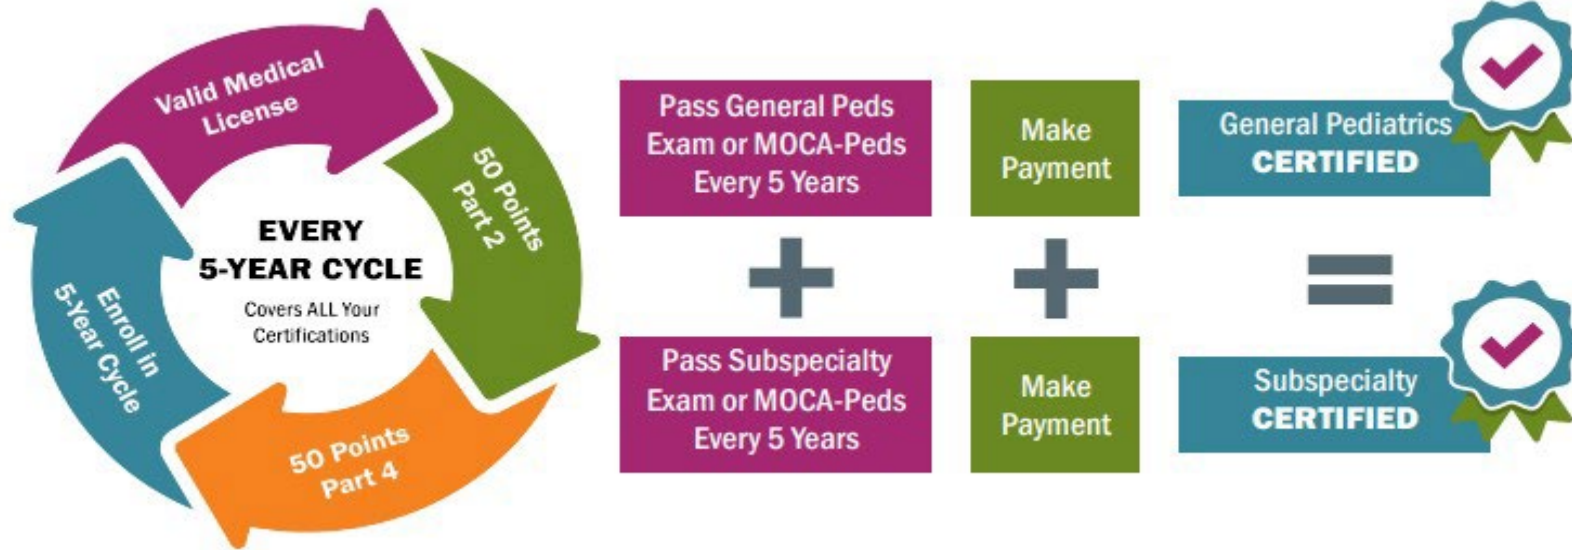 Valid Medical
License
50 Points
Part 2
50 Points
Part 4
Enroll in
5-Year Cycle
EVERY
5-YEAR CYCLE
Covers ALL Your
Certifications
Pass General Peds
Exam or MOCA-Peds
Every 5 Years
+
Make
Payment
+
General Pediatrics
CERTIFIED
=
Pass Subspecialty
Exam or MOCA-Peds
Every 5 Years
Make
Payment
Subspecialty
CERTIFIED